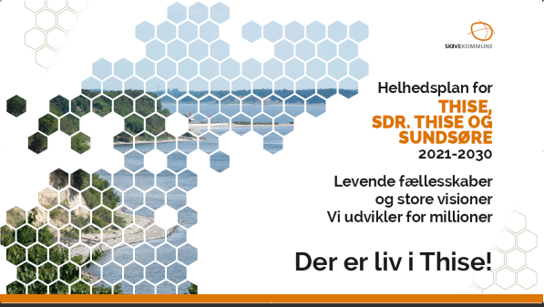 SKIVEKOMMUNE
Helhedsplan for
THISE,
SDR. THISE OG
SUNDSØRE
2021-2030
Levende fællesskaber
og store visioner
Vi udvikler for millioner
Der er liv i Thise!